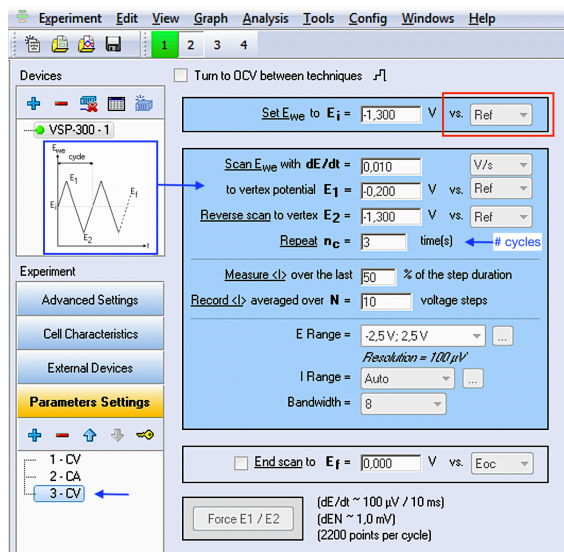 Experiment Edit View Graph Analysis Tools Config Windows Help
1 2 3 4
Devices
Turn to OCV between techniques
VSP-300 - 1
Ewe
cycle
E1
Ef
Ei
E2
t
Set Ewe to Ei = -1,300 V vs. Ref
Scan Ewe with dE/dt = 0,010 V/s
to vertex potential E1 = -0,200 V vs. Ref
Reverse scan to vertex E2 = -1,300 V vs. Ref
Repeat nc = 3 time(s) # cycles
Measure <I> over the last 50 % of the step duration
Record <I> averaged over N = 10 voltage steps
E Range = -2,5 V; 2,5 V ...
Resolution = 100 µV
I Range = Auto ...
Bandwidth = 8
End scan to Ef = 0,000 V vs. Eoc
Force E1 / E2
(dE/dt ~ 100 µV / 10 ms)
(dEN ~ 1,0 mV)
(2200 points per cycle)
Experiment
Advanced Settings
Cell Characteristics
External Devices
Parameters Settings
1 - CV
2 - CA
3 - CV